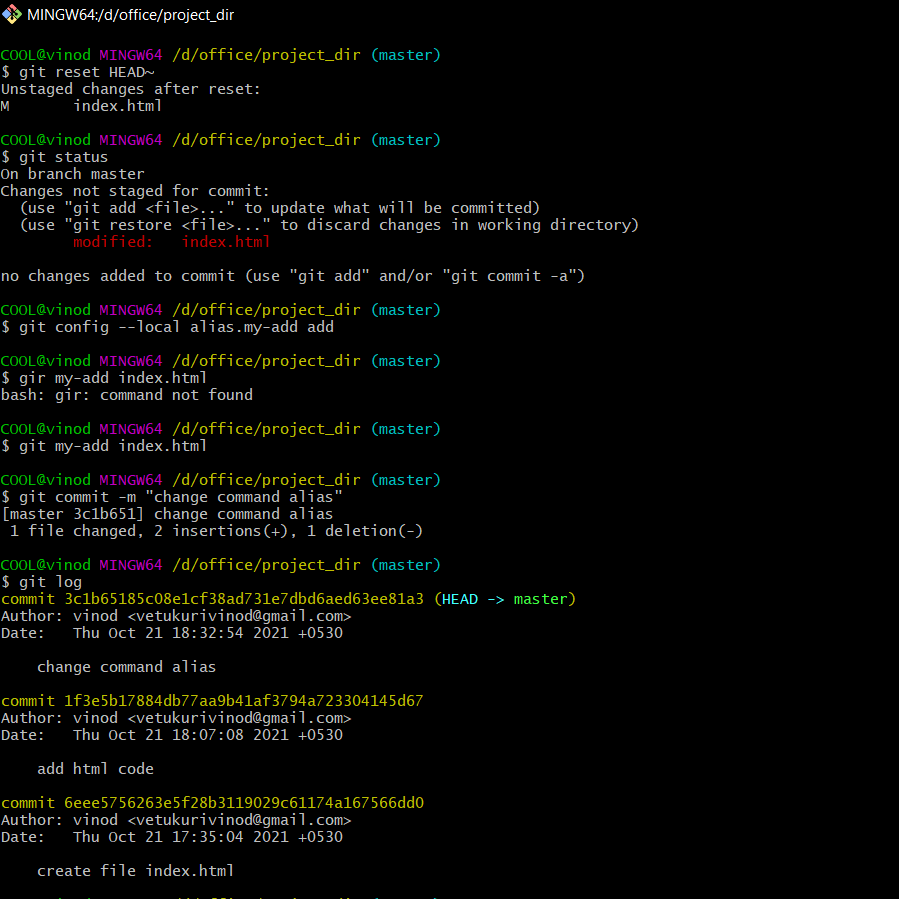 MINGW64:/d/office/project_dir
COOL@vinod MINGW64 /d/office/project_dir (master)
$ git reset HEAD~
Unstaged changes after reset:
M       index.html
COOL@vinod MINGW64 /d/office/project_dir (master)
$ git status
On branch master
Changes not staged for commit:
  (use "git add <file>..." to update what will be committed)
  (use "git restore <file>..." to discard changes in working directory)
        modified:   index.html
no changes added to commit (use "git add" and/or "git commit -a")
COOL@vinod MINGW64 /d/office/project_dir (master)
$ git config --local alias.my-add add
COOL@vinod MINGW64 /d/office/project_dir (master)
$ gir my-add index.html
bash: gir: command not found
COOL@vinod MINGW64 /d/office/project_dir (master)
$ git my-add index.html
COOL@vinod MINGW64 /d/office/project_dir (master)
$ git commit -m "change command alias"
[master 3c1b651] change command alias
 1 file changed, 2 insertions(+), 1 deletion(-)
COOL@vinod MINGW64 /d/office/project_dir (master)
$ git log
commit 3c1b65185c08e1cf38ad731e7dbd6aed63ee81a3 (HEAD -> master)
Author: vinod <vetukurivinod@gmail.com>
Date:   Thu Oct 21 18:32:54 2021 +0530
    change command alias
commit 1f3e5b17884db77aa9b41af3794a723304145d67
Author: vinod <vetukurivinod@gmail.com>
Date:   Thu Oct 21 18:07:08 2021 +0530
    add html code
commit 6eee5756263e5f28b3119029c61174a167566dd0
Author: vinod <vetukurivinod@gmail.com>
Date:   Thu Oct 21 17:35:04 2021 +0530
    create file index.html